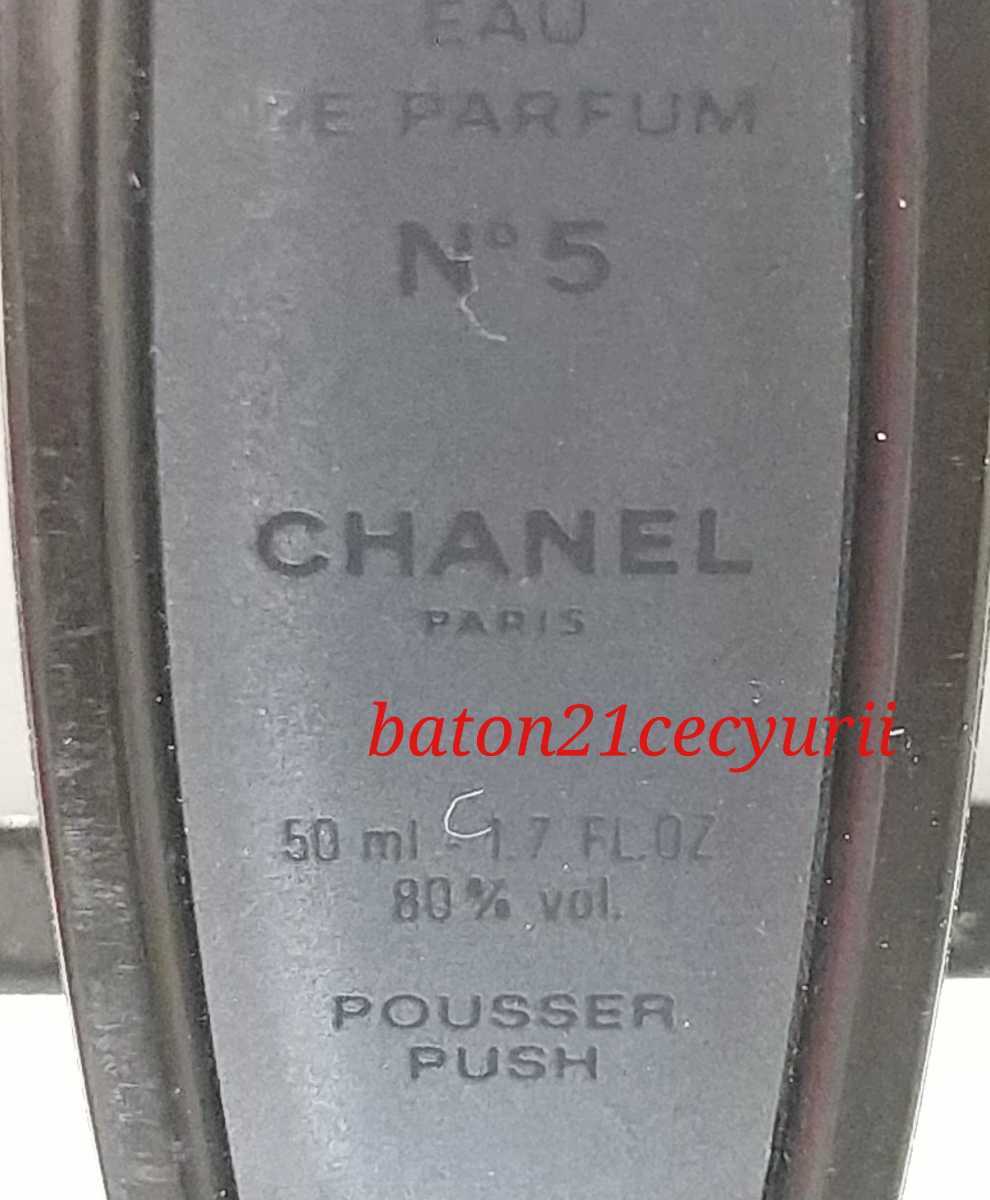 EAU
DE PARFUM
N° 5
CHANEL
PARIS
baton21cecyurii
50 ml - 1.7 FL.OZ
80 % vol.
POUSSER
PUSH